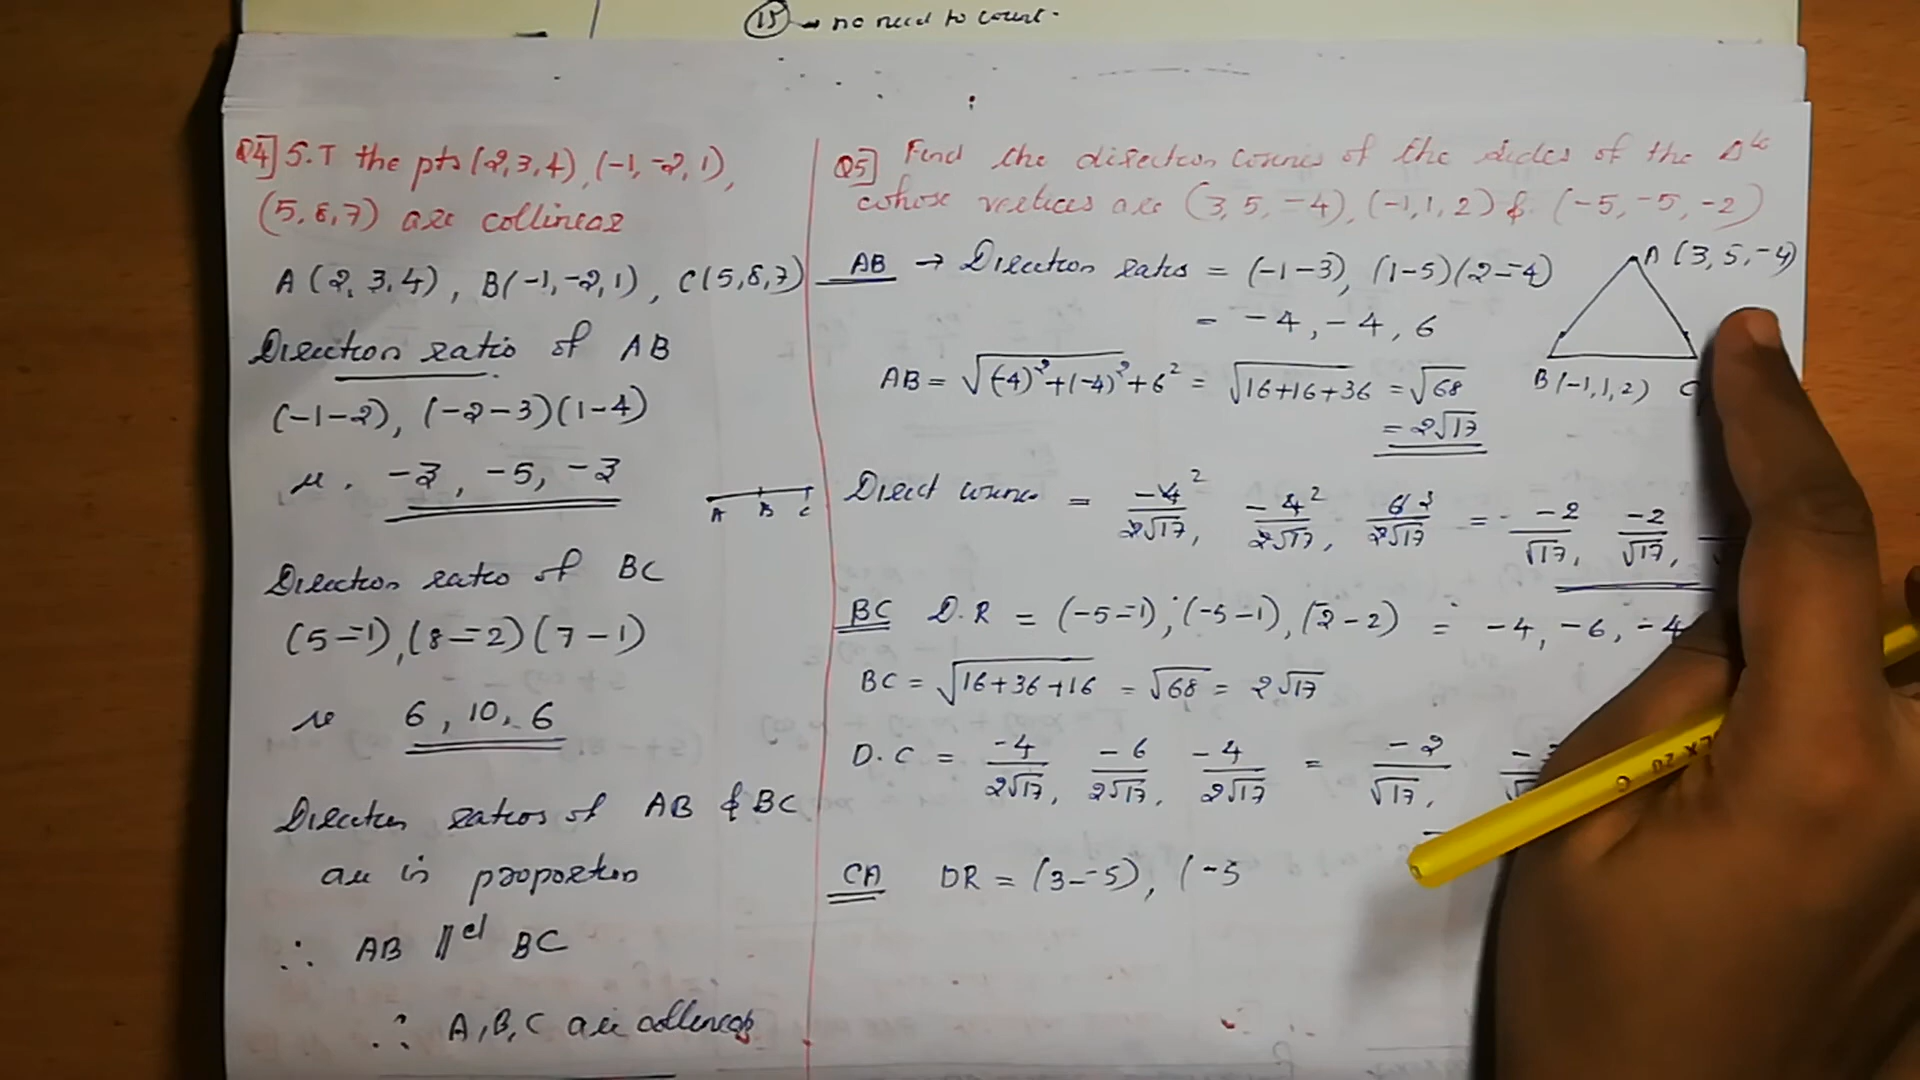 15 → no need to count.
Q4] S.T the pts (2,3,4), (-1,-2,1),
(5,8,7) are collinear
A(2,3,4), B(-1,-2,1), C(5,8,7)
Direction ratio of AB
(-1-2), (-2-3)(1-4)
ie. -3, -5, -3
A B C
Direction ratio of BC
(5--1),(8--2)(7-1)
ie 6, 10, 6
Direction ratios of AB & BC
are in proportion
∴ AB ||el BC
∴ A,B,C are collinear
Q5] Find the direction cosines of the sides of the Δle
whose vertices are (3,5,-4), (-1,1,2) & (-5,-5,-2)
AB → Direction ratios = (-1-3), (1-5)(2--4)
= -4, -4, 6
A(3,5,-4)
B(-1,1,2) C
AB = √(-4)²+(-4)²+6² = √16+16+36 = √68
= 2√17
Direct cosines = -4/2√17, -4/2√17, 6/2√17 = -2/√17, -2/√17,
BC D.R = (-5--1), (-5-1), (-2-2) = -4, -6, -4
BC = √16+36+16 = √68 = 2√17
D.C = -4/2√17, -6/2√17, -4/2√17 = -2/√17,
CA DR = (3--5), (-5